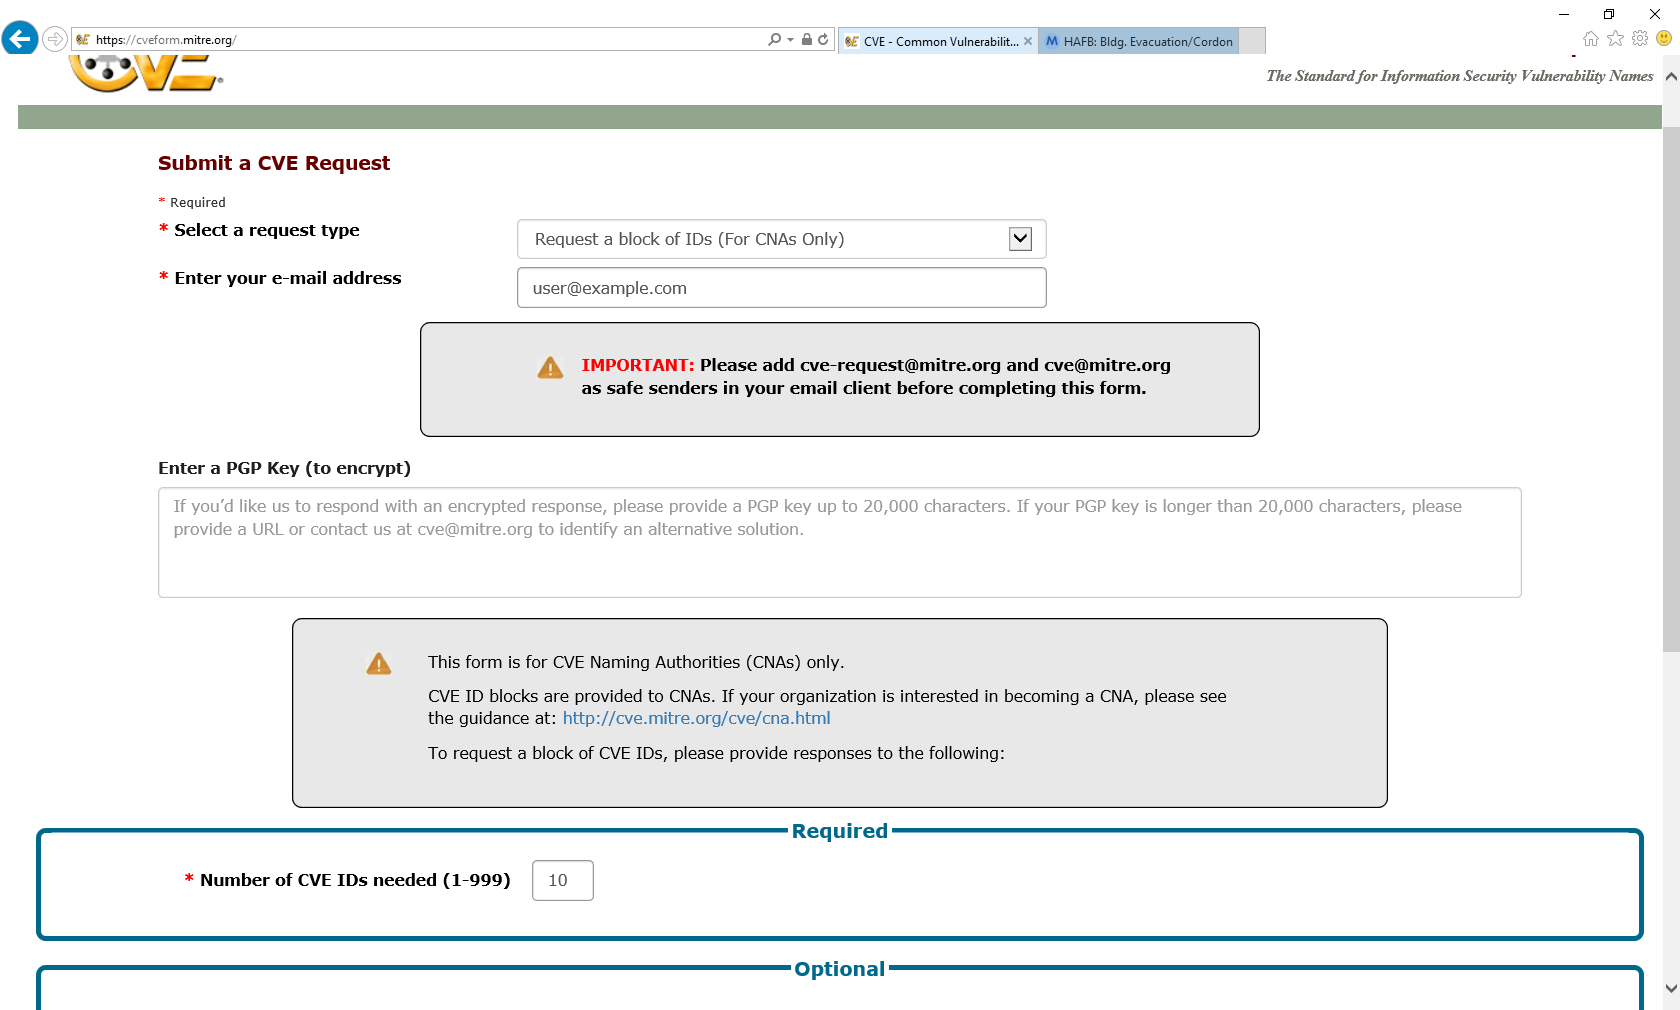 https://cveform.mitre.org/
CVE - Common Vulnerabilit...
HAFB: Bldg. Evacuation/Cordon
CVE
The Standard for Information Security Vulnerability Names
Submit a CVE Request
* Required
* Select a request type
Request a block of IDs (For CNAs Only)
* Enter your e-mail address
user@example.com
IMPORTANT: Please add cve-request@mitre.org and cve@mitre.org
as safe senders in your email client before completing this form.
Enter a PGP Key (to encrypt)
If you’d like us to respond with an encrypted response, please provide a PGP key up to 20,000 characters. If your PGP key is longer than 20,000 characters, please
provide a URL or contact us at cve@mitre.org to identify an alternative solution.
This form is for CVE Naming Authorities (CNAs) only.
CVE ID blocks are provided to CNAs. If your organization is interested in becoming a CNA, please see
the guidance at: http://cve.mitre.org/cve/cna.html
To request a block of CVE IDs, please provide responses to the following:
Required
* Number of CVE IDs needed (1-999)
10
Optional